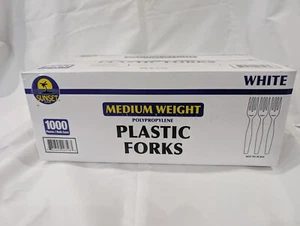 WHITE
SUNSET
MEDIUM WEIGHT
POLYPROPYLENE
PLASTIC
FORKS
1000